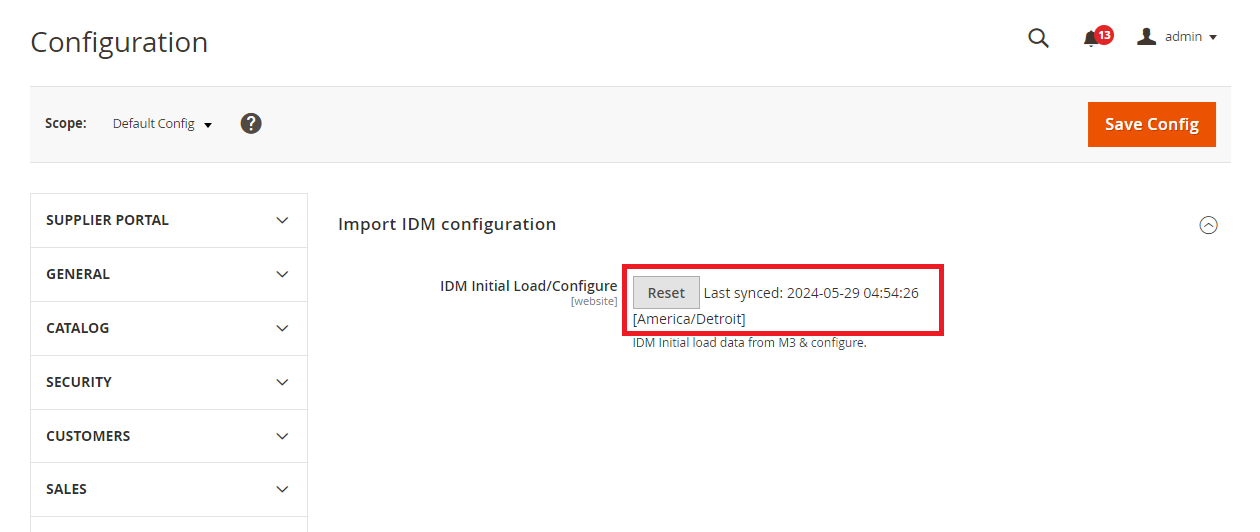 Configuration
13
admin
Scope:
Default Config
?
Save Config
SUPPLIER PORTAL
GENERAL
CATALOG
SECURITY
CUSTOMERS
SALES
Import IDM configuration
IDM Initial Load/Configure
[website]
Reset Last synced: 2024-05-29 04:54:26
[America/Detroit]
IDM Initial load data from M3 & configure.